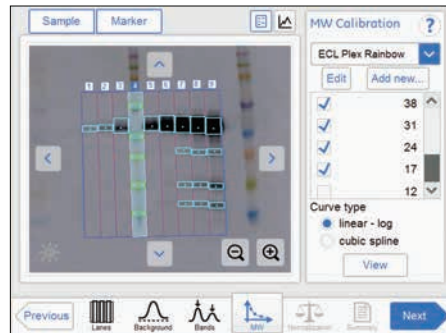 Sample Marker
MW Calibration ?
ECL Plex Rainbow
Edit Add new...
38
31
24
17
12
Curve type
linear - log
cubic spline
View
1 2 3 4 5 6 7 8 9
Previous Lanes Background Bands MW Normalization Summary Next